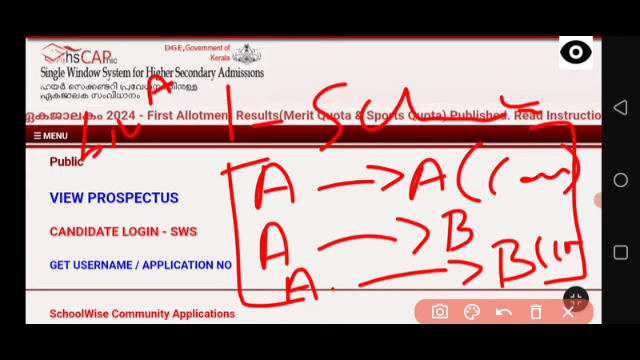 DGE, Government of
Kerala
hsCAP nic
Single Window System for Higher Secondary Admissions
ഹയർ സെക്കണ്ടറി പ്രവേശനത്തിനുള്ള
ഏകജാലക സംവിധാനം
A
ഏകജാലകം 2024 - First Allotment Results(Merit Quota & Sports Quota) Published. Read Instructio
MENU
Public
A → A
VIEW PROSPECTUS
A → B
CANDIDATE LOGIN - SWS
A. → B
GET USERNAME / APPLICATION NO
SchoolWise Community Applications